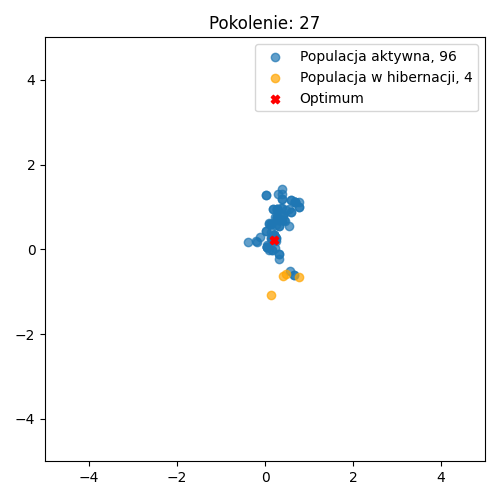 Pokolenie: 27
Populacja aktywna, 96
Populacja w hibernacji, 4
Optimum
4
2
0
−2
−4
−4 −2 0 2 4